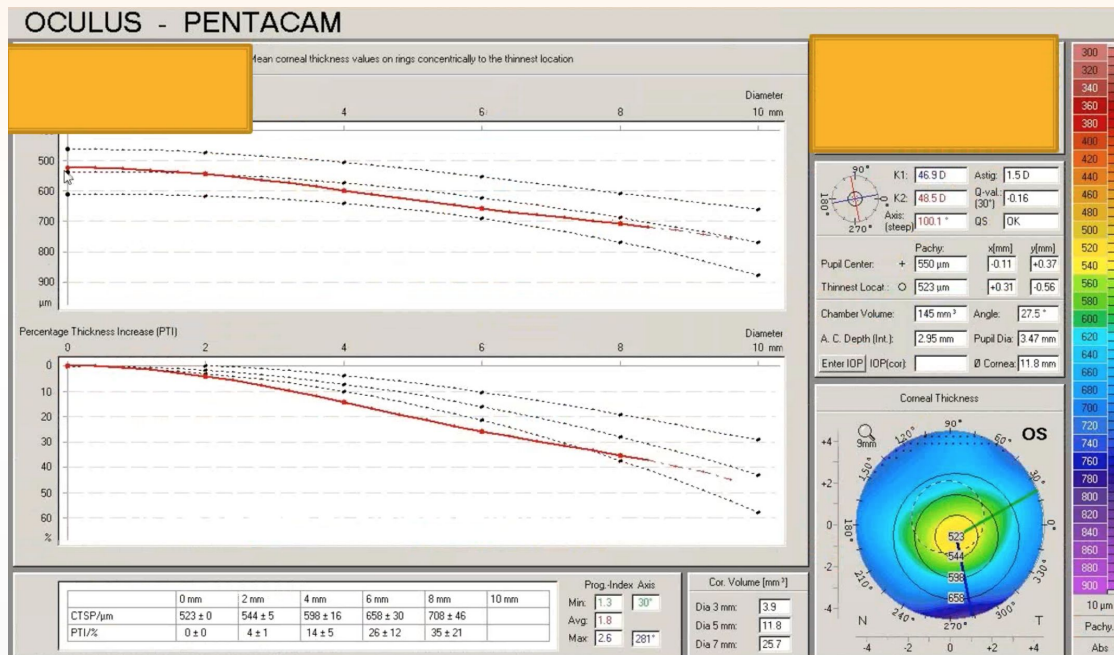 OCULUS - PENTACAM
Mean corneal thickness values on rings concentrically to the thinnest location
Diameter
4 6 8 10 mm
500
600
700
800
900
µm
Percentage Thickness Increase (PTI)
Diameter
0 2 4 6 8 10 mm
0
10
20
30
40
50
60
%
0 mm 2 mm 4 mm 6 mm 8 mm 10 mm
CTSP/µm 523 ± 0 544 ± 5 598 ± 16 658 ± 30 708 ± 46
PTI/% 0 ± 0 4 ± 1 14 ± 5 26 ± 12 35 ± 21
Prog.-Index Axis
Min: 1.3 30°
Avg: 1.8
Max 2.6 281°
Cor. Volume [mm³]
Dia 3 mm: 3.9
Dia 5 mm: 11.8
Dia 7 mm: 25.7
90°
180° 0°
270°
K1: 46.9 D Astig: 1.5 D
K2: 48.5 D Q-val.: (30°) -0.16
Axis: (steep) 100.1 ° QS OK
Pachy: x[mm] y[mm]
Pupil Center: + 550 µm -0.11 +0.37
Thinnest Locat.: O 523 µm +0.31 -0.56
Chamber Volume: 145 mm³ Angle: 27.5 °
A. C. Depth (Int.): 2.95 mm Pupil Dia: 3.47 mm
Enter IOP IOP(cor): Ø Cornea: 11.8 mm
Corneal Thickness
9mm
OS
90°
120° 60°
150° 30°
180° 0°
210°
240° 300°
270°
+4
+2
0
-2
-4
523
544
598
658
N T
-4 -2 0 +2 +4
300
320
340
360
380
400
420
440
460
480
500
520
540
560
580
600
620
640
660
680
700
720
740
760
780
800
820
840
860
880
900
10 µm
Pachy.
Abs